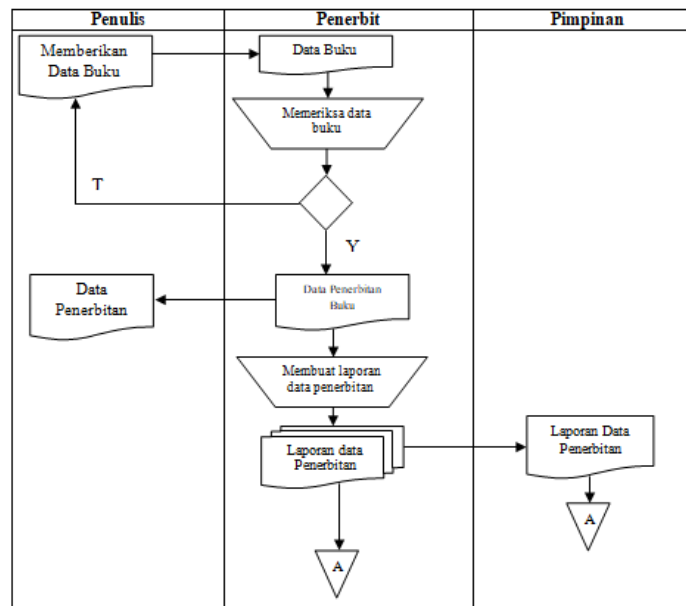 Penulis
Penerbit
Pimpinan
Memberikan
Data Buku
Data Buku
Memeriksa data
buku
T
Y
Data
Penerbitan
Data Penerbitan
Buku
Membuat laporan
data penerbitan
Laporan data
Penerbitan
Laporan Data
Penerbitan
A
A